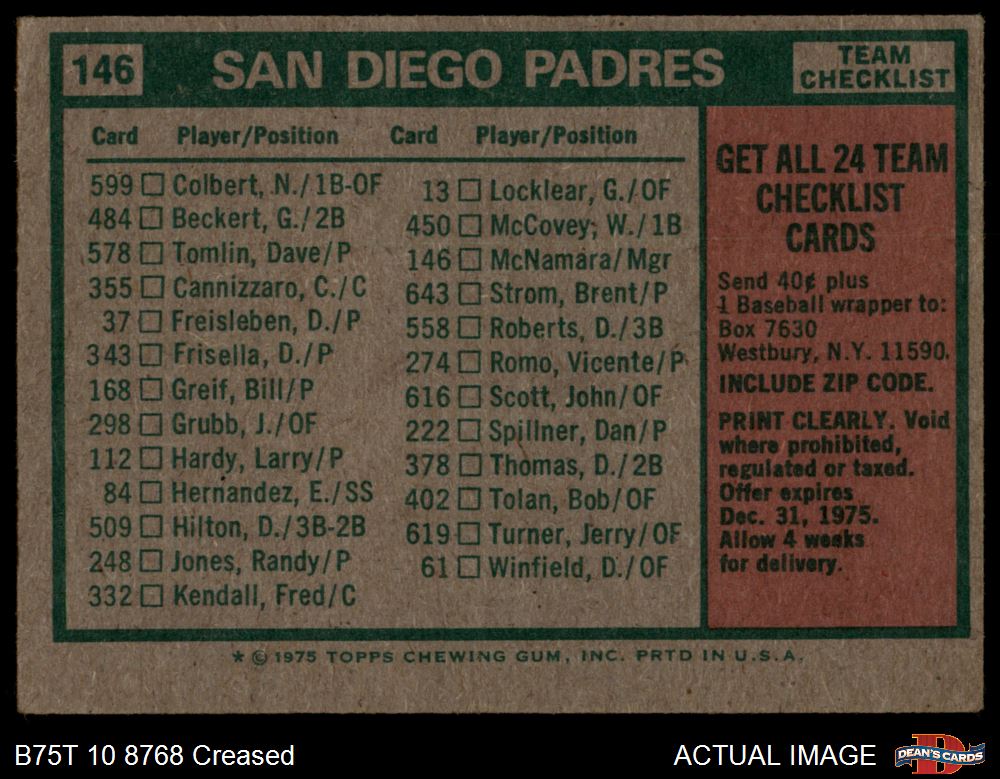 146
SAN DIEGO PADRES
TEAM
CHECKLIST
Card Player/Position Card Player/Position
599 Colbert, N./1B-OF
484 Beckert, G./2B
578 Tomlin, Dave/P
355 Cannizzaro, C./C
37 Freisleben, D./P
343 Frisella, D./P
168 Greif, Bill/P
298 Grubb, J./OF
112 Hardy, Larry/P
84 Hernandez, E./SS
509 Hilton, D./3B-2B
248 Jones, Randy/P
332 Kendall, Fred/C
13 Locklear, G./OF
450 McCovey; W./1B
146 McNamara/Mgr
643 Strom, Brent/P
558 Roberts, D./3B
274 Romo, Vicente/P
616 Scott, John/OF
222 Spillner, Dan/P
378 Thomas, D./2B
402 Tolan, Bob/OF
619 Turner, Jerry/OF
61 Winfield, D./OF
GET ALL 24 TEAM
CHECKLIST
CARDS
Send 40¢ plus
1 Baseball wrapper to:
Box 7630
Westbury, N.Y. 11590.
INCLUDE ZIP CODE.
PRINT CLEARLY. Void
where prohibited,
regulated or taxed.
Offer expires
Dec. 31, 1975.
Allow 4 weeks
for delivery.
* © 1975 TOPPS CHEWING GUM, INC. PRTD IN U.S.A.
B75T 10 8768 Creased
ACTUAL IMAGE
DEAN'S CARDS